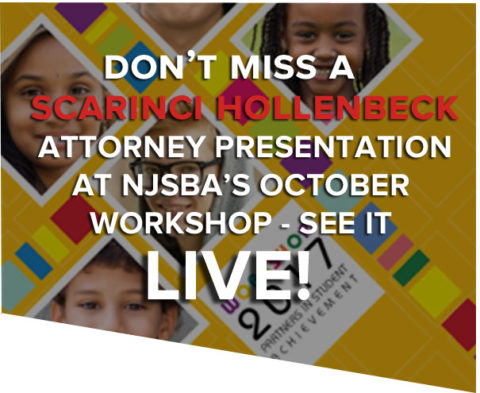 DON'T MISS A
SCARINCI HOLLENBECK
ATTORNEY PRESENTATION
AT NJSBA'S OCTOBER
WORKSHOP - SEE IT
LIVE!
2017
PARTNERS IN STUDENT
ACHIEVEMENT